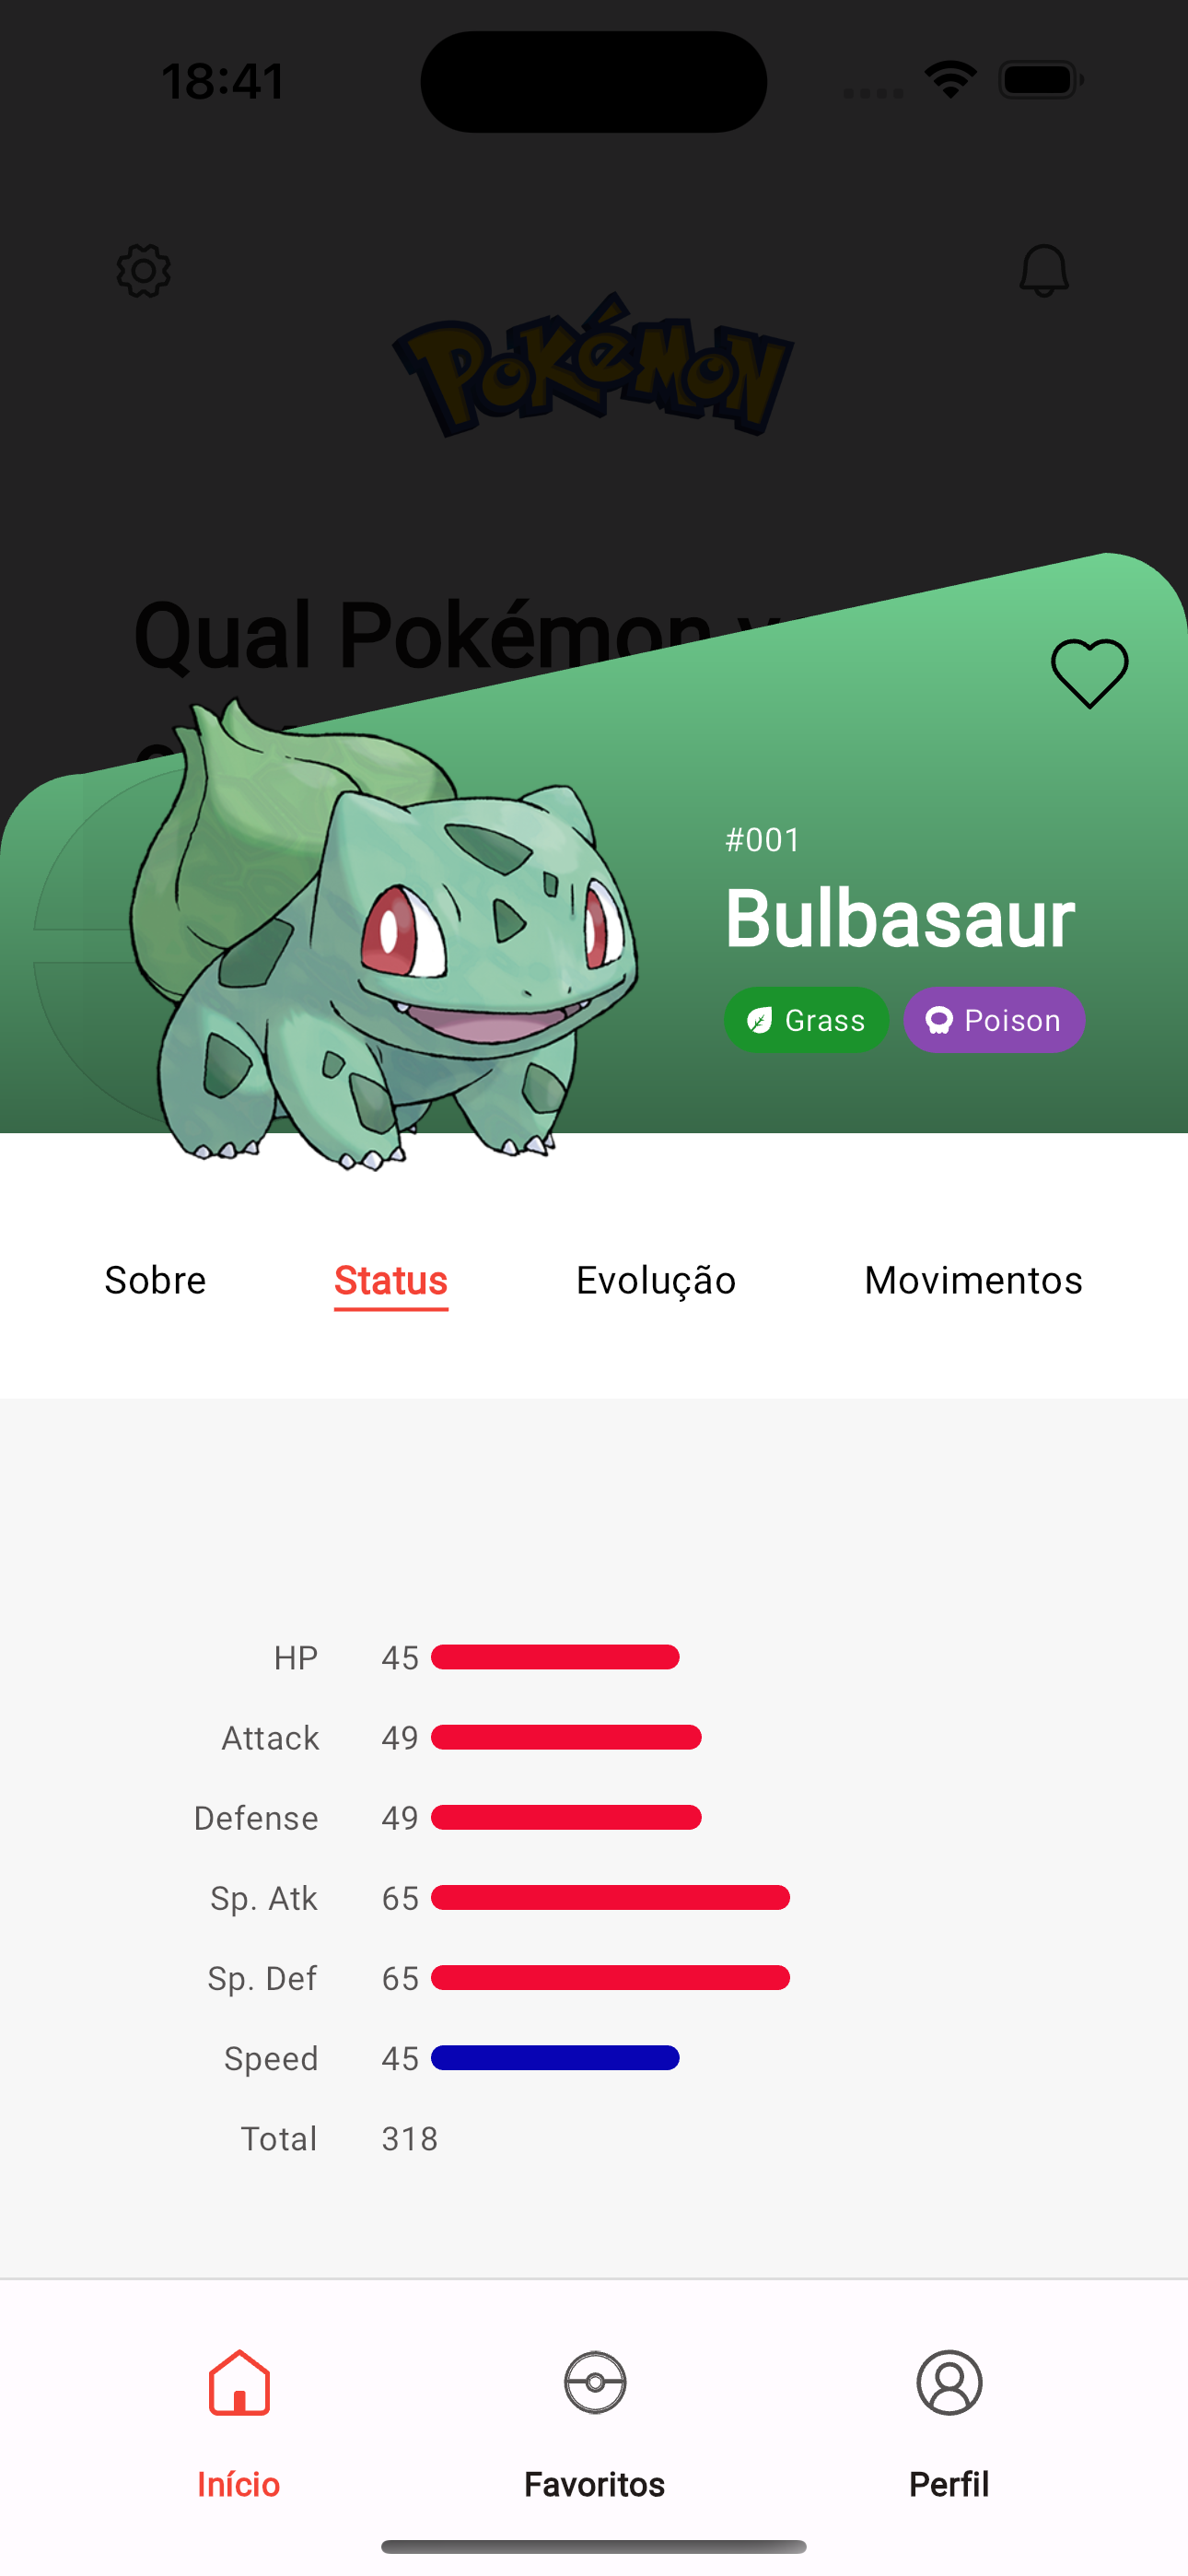 18:41
POKéMON
Qual Pokémon
#001
Bulbasaur
Grass Poison
Sobre Status Evolução Movimentos
HP 45
Attack 49
Defense 49
Sp. Atk 65
Sp. Def 65
Speed 45
Total 318
Início Favoritos Perfil